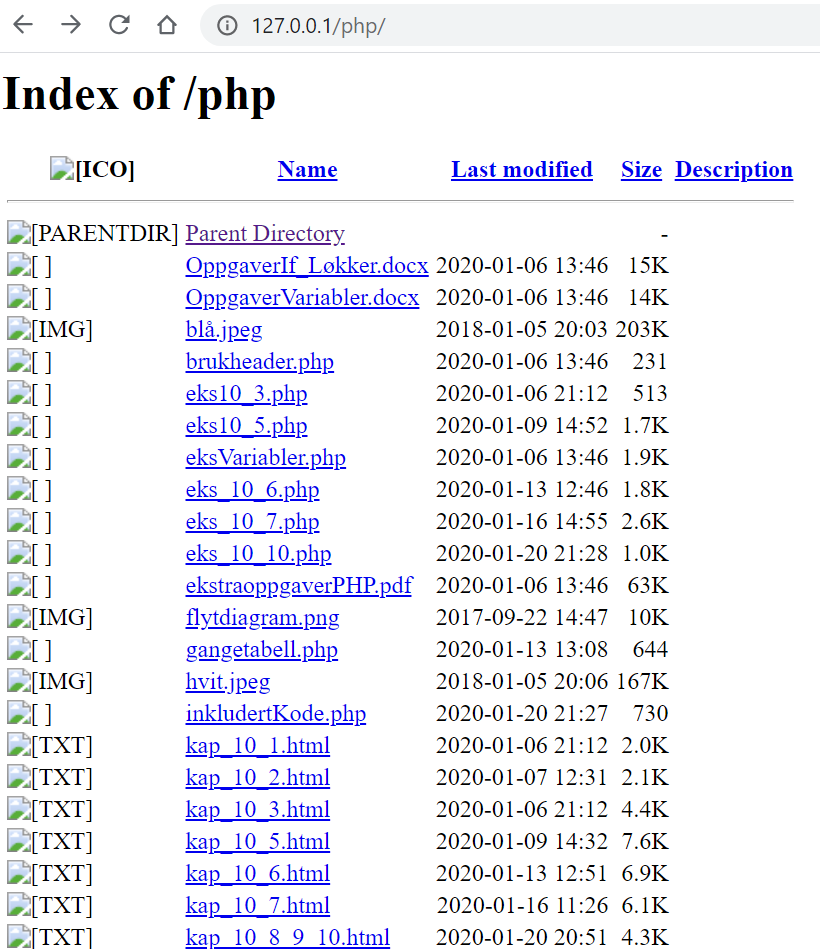 127.0.0.1/php/
Index of /php
[ICO] Name Last modified Size Description
[PARENTDIR] Parent Directory -
[ ] OppgaverIf_Løkker.docx 2020-01-06 13:46 15K
[ ] OppgaverVariabler.docx 2020-01-06 13:46 14K
[IMG] blå.jpeg 2018-01-05 20:03 203K
[ ] brukheader.php 2020-01-06 13:46 231
[ ] eks10_3.php 2020-01-06 21:12 513
[ ] eks10_5.php 2020-01-09 14:52 1.7K
[ ] eksVariabler.php 2020-01-06 13:46 1.9K
[ ] eks_10_6.php 2020-01-13 12:46 1.8K
[ ] eks_10_7.php 2020-01-16 14:55 2.6K
[ ] eks_10_10.php 2020-01-20 21:28 1.0K
[ ] ekstraoppgaverPHP.pdf 2020-01-06 13:46 63K
[IMG] flytdiagram.png 2017-09-22 14:47 10K
[ ] gangetabell.php 2020-01-13 13:08 644
[IMG] hvit.jpeg 2018-01-05 20:06 167K
[ ] inkludertKode.php 2020-01-20 21:27 730
[TXT] kap_10_1.html 2020-01-06 21:12 2.0K
[TXT] kap_10_2.html 2020-01-07 12:31 2.1K
[TXT] kap_10_3.html 2020-01-06 21:12 4.4K
[TXT] kap_10_5.html 2020-01-09 14:32 7.6K
[TXT] kap_10_6.html 2020-01-13 12:51 6.9K
[TXT] kap_10_7.html 2020-01-16 11:26 6.1K
[TXT] kap_10_8_9_10.html 2020-01-20 20:51 4.3K